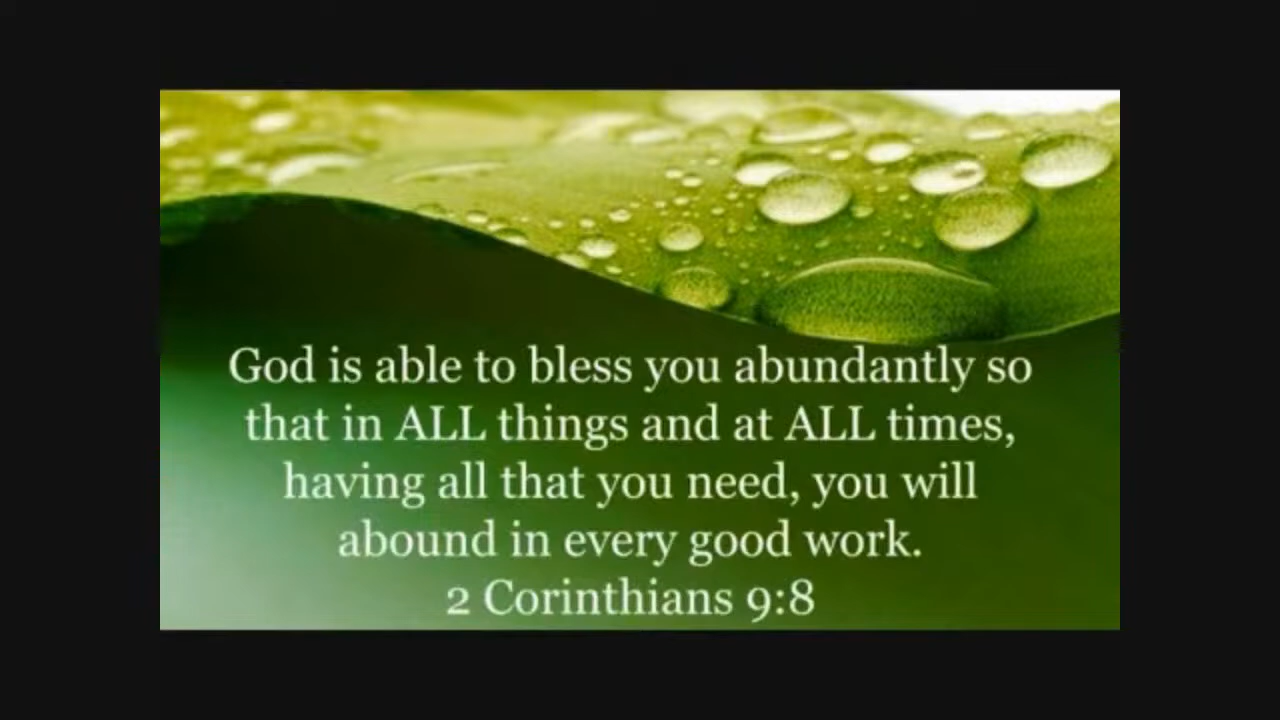 God is able to bless you abundantly so
that in ALL things and at ALL times,
having all that you need, you will
abound in every good work.
2 Corinthians 9:8